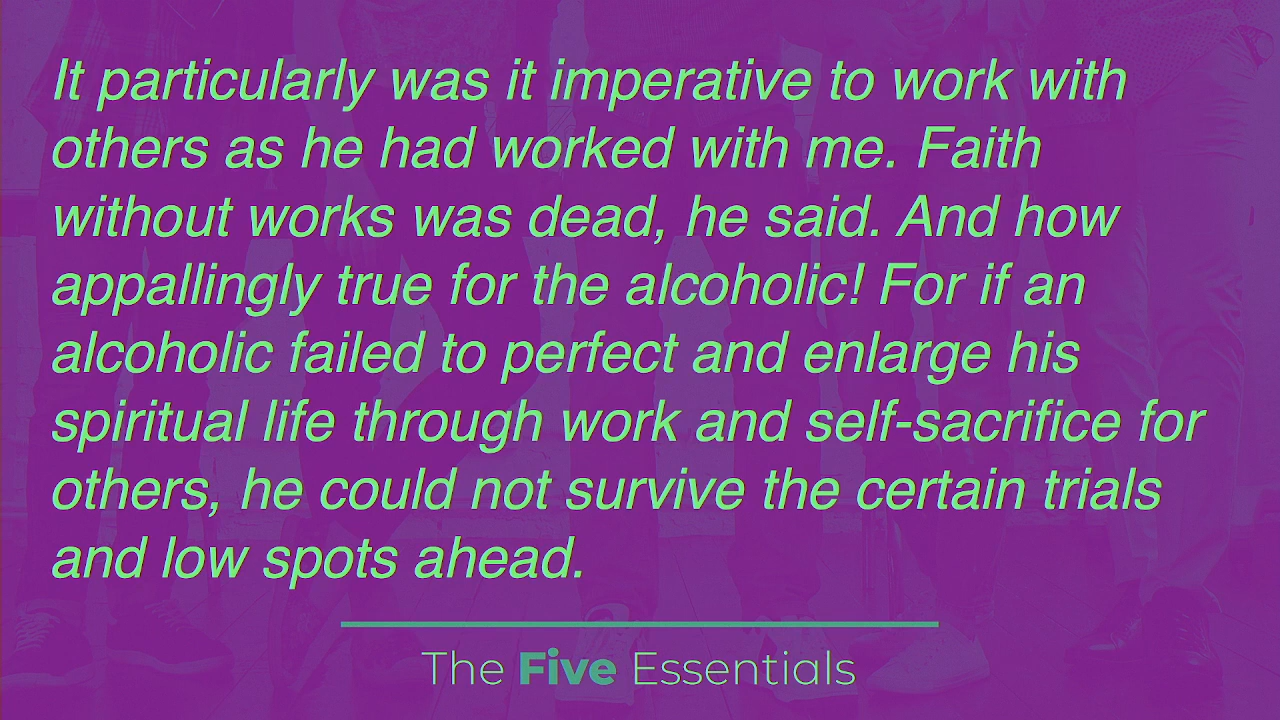 It particularly was it imperative to work with
others as he had worked with me. Faith
without works was dead, he said. And how
appallingly true for the alcoholic! For if an
alcoholic failed to perfect and enlarge his
spiritual life through work and self-sacrifice for
others, he could not survive the certain trials
and low spots ahead.
The Five Essentials